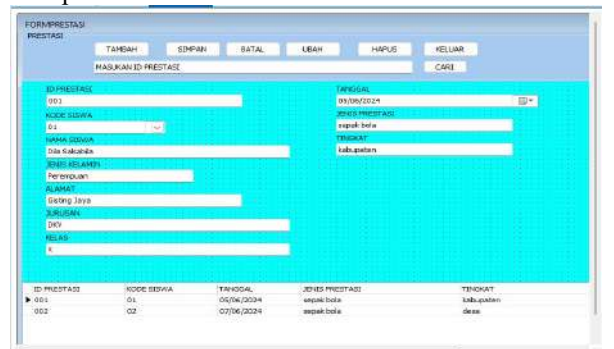 FORMPRESTASI
PRESTASI
TAMBAH SIMPAN BATAL UBAH HAPUS KELUAR
MASUKAN ID PRESTASI CARI
ID PRESTASI TANGGAL
001 05/06/2024
KODE SISWA JENIS PRESTASI
01 sepak bola
NAMA SISWA TINGKAT
Dila Salsabila kabupaten
JENIS KELAMIN
Perempuan
ALAMAT
Gisting Jaya
JURUSAN
DKV
KELAS
X
ID PRESTASI KODE SISWA TANGGAL JENIS PRESTASI TINGKAT
001 01 05/06/2024 sepak bola kabupaten
002 02 07/06/2024 sepak bola desa